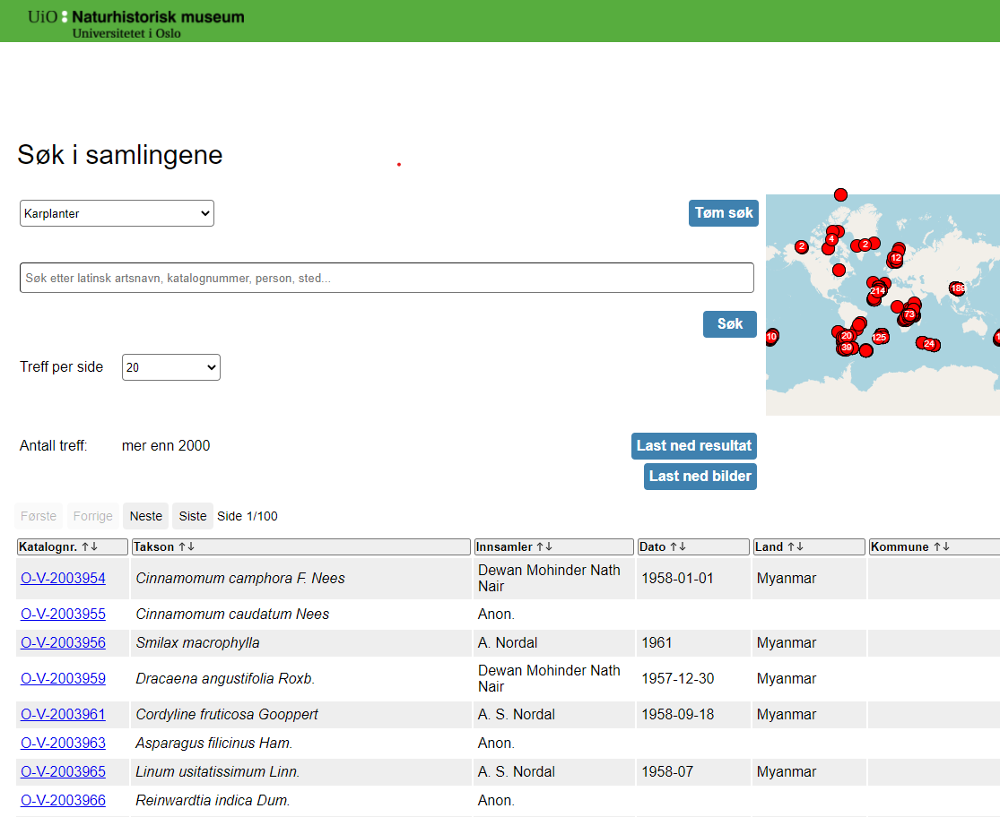 UiO : Naturhistorisk museum
Universitetet i Oslo
Søk i samlingene
Karplanter
Tøm søk
Søk etter latinsk artsnavn, katalognummer, person, sted...
Søk
Treff per side 20
2
4
2
12
214
189
73
10
20
125
39
24
1
Antall treff: mer enn 2000
Last ned resultat
Last ned bilder
Første Forrige Neste Siste Side 1/100
Katalognr. ↑↓ Takson ↑↓ Innsamler ↑↓ Dato ↑↓ Land ↑↓ Kommune ↑↓
O-V-2003954 Cinnamomum camphora F. Nees Dewan Mohinder Nath Nair 1958-01-01 Myanmar
O-V-2003955 Cinnamomum caudatum Nees Anon.
O-V-2003956 Smilax macrophylla A. Nordal 1961 Myanmar
O-V-2003959 Dracaena angustifolia Roxb. Dewan Mohinder Nath Nair 1957-12-30 Myanmar
O-V-2003961 Cordyline fruticosa Gooppert A. S. Nordal 1958-09-18 Myanmar
O-V-2003963 Asparagus filicinus Ham. Anon.
O-V-2003965 Linum usitatissimum Linn. A. S. Nordal 1958-07 Myanmar
O-V-2003966 Reinwardtia indica Dum. Anon.